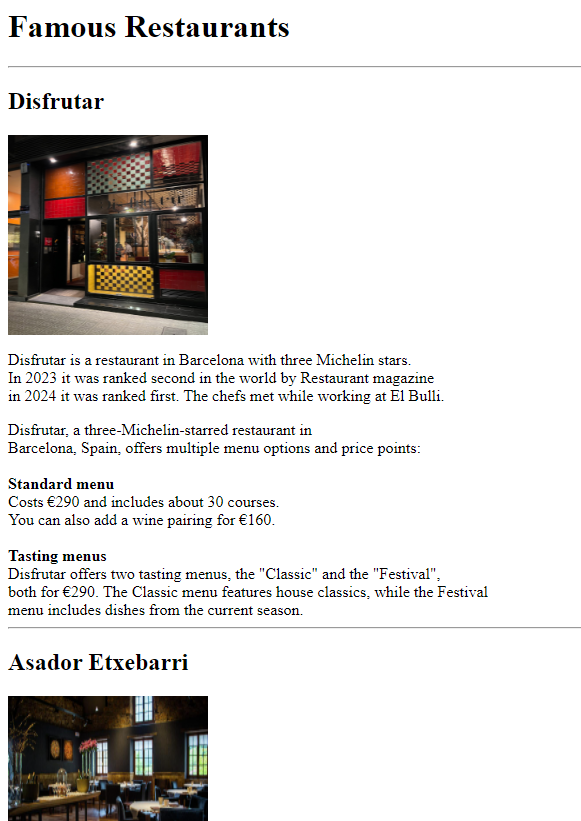 Famous Restaurants
Disfrutar
Disfrutar is a restaurant in Barcelona with three Michelin stars.
In 2023 it was ranked second in the world by Restaurant magazine
in 2024 it was ranked first. The chefs met while working at El Bulli.
Disfrutar, a three-Michelin-starred restaurant in
Barcelona, Spain, offers multiple menu options and price points:
Standard menu
Costs €290 and includes about 30 courses.
You can also add a wine pairing for €160.
Tasting menus
Disfrutar offers two tasting menus, the "Classic" and the "Festival",
both for €290. The Classic menu features house classics, while the Festival
menu includes dishes from the current season.
Asador Etxebarri